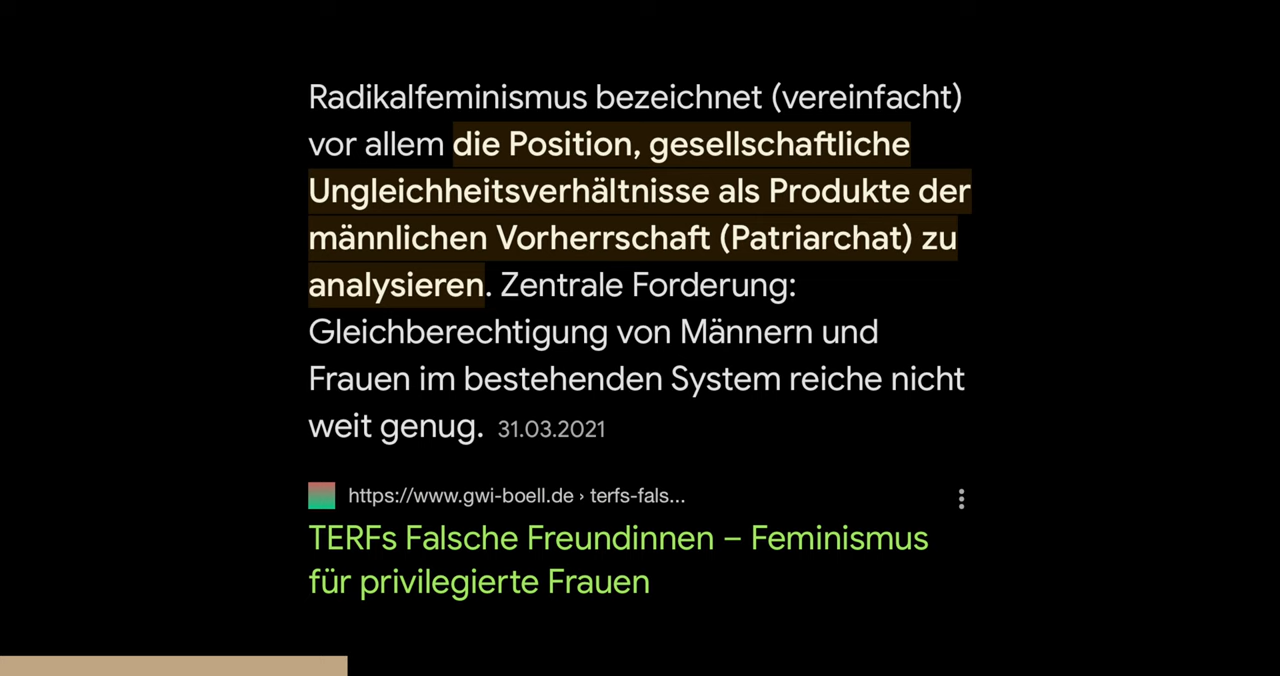 Radikalfeminismus bezeichnet (vereinfacht)
vor allem die Position, gesellschaftliche
Ungleichheitsverhältnisse als Produkte der
männlichen Vorherrschaft (Patriarchat) zu
analysieren. Zentrale Forderung:
Gleichberechtigung von Männern und
Frauen im bestehenden System reiche nicht
weit genug. 31.03.2021
https://www.gwi-boell.de › terfs-fals...
TERFs Falsche Freundinnen – Feminismus
für privilegierte Frauen